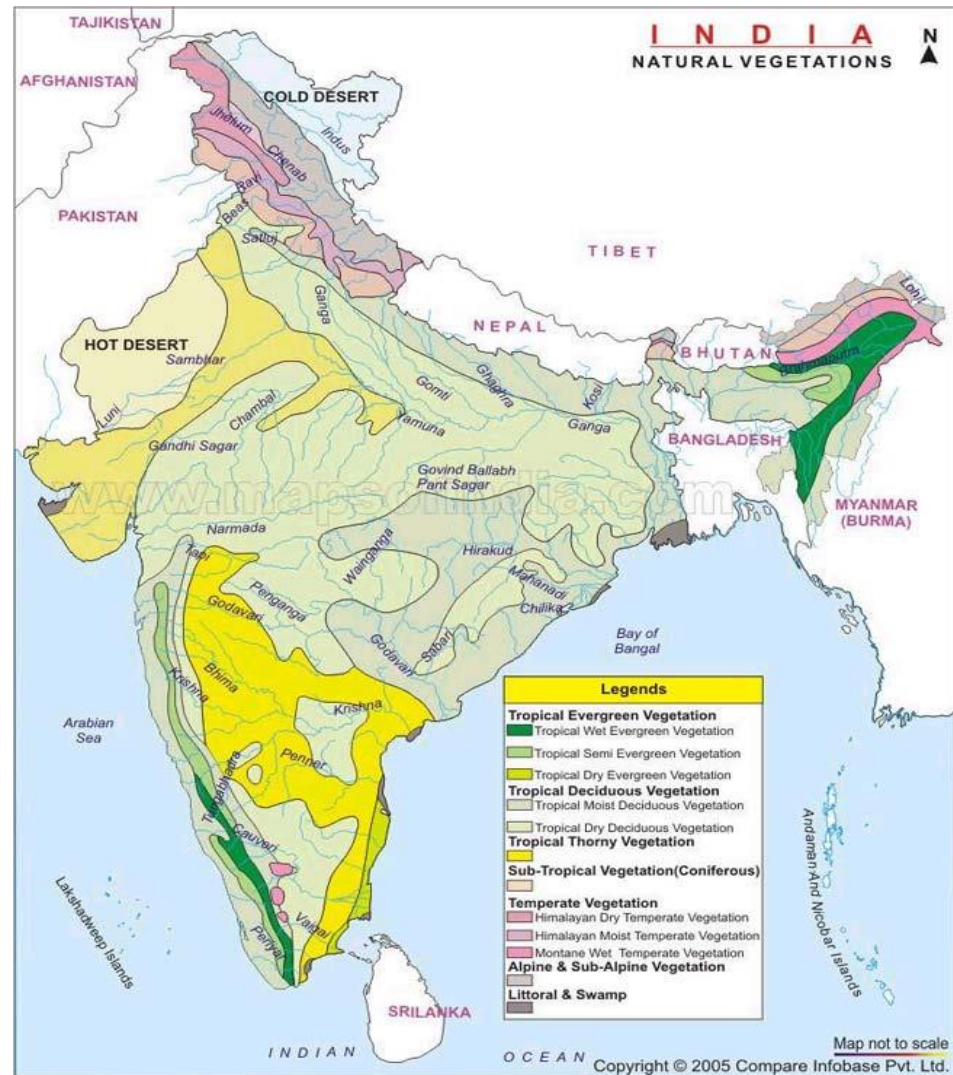 TAJIKISTAN
I N D I A
NATURAL VEGETATIONS
N
AFGHANISTAN
COLD DESERT
Indus
Jhelum
Chenab
Ravi
PAKISTAN
Beas
Satluj
TIBET
Ganga
Lohit
NEPAL
BHUTAN
Brahmaputra
HOT DESERT
Sambhar
Ghaghra
Kosi
Gomti
Luni
Chambal
Yamuna
Ganga
Gandhi Sagar
BANGLADESH
Govind Ballabh
Pant Sagar
www.mapsofindia.com
MYANMAR
(BURMA)
Narmada
Wainganga
Hirakud
Tapi
Mahanadi
Penganga
Chilika
Godavari
Godavari
Sabari
Bay of
Bangal
Bhima
Krishna
Krishna
Arabian
Sea
Penner
Tungabhadra
Cauvari
Vaigai
Periyal
Lakshadweep Islands
Andaman And Nicobar Islands
Legends
Tropical Evergreen Vegetation
Tropical Wet Evergreen Vegetation
Tropical Semi Evergreen Vegetation
Tropical Dry Evergreen Vegetation
Tropical Deciduous Vegetation
Tropical Moist Deciduous Vegetation
Tropical Dry Deciduous Vegetation
Tropical Thorny Vegetation
Sub-Tropical Vegetation(Coniferous)
Temperate Vegetation
Himalayan Dry Temperate Vegetation
Himalayan Moist Temperate Vegetation
Montane Wet Temperate Vegetation
Alpine & Sub-Alpine Vegetation
Littoral & Swamp
SRILANKA
INDIAN OCEAN
Map not to scale
Copyright © 2005 Compare Infobase Pvt. Ltd.